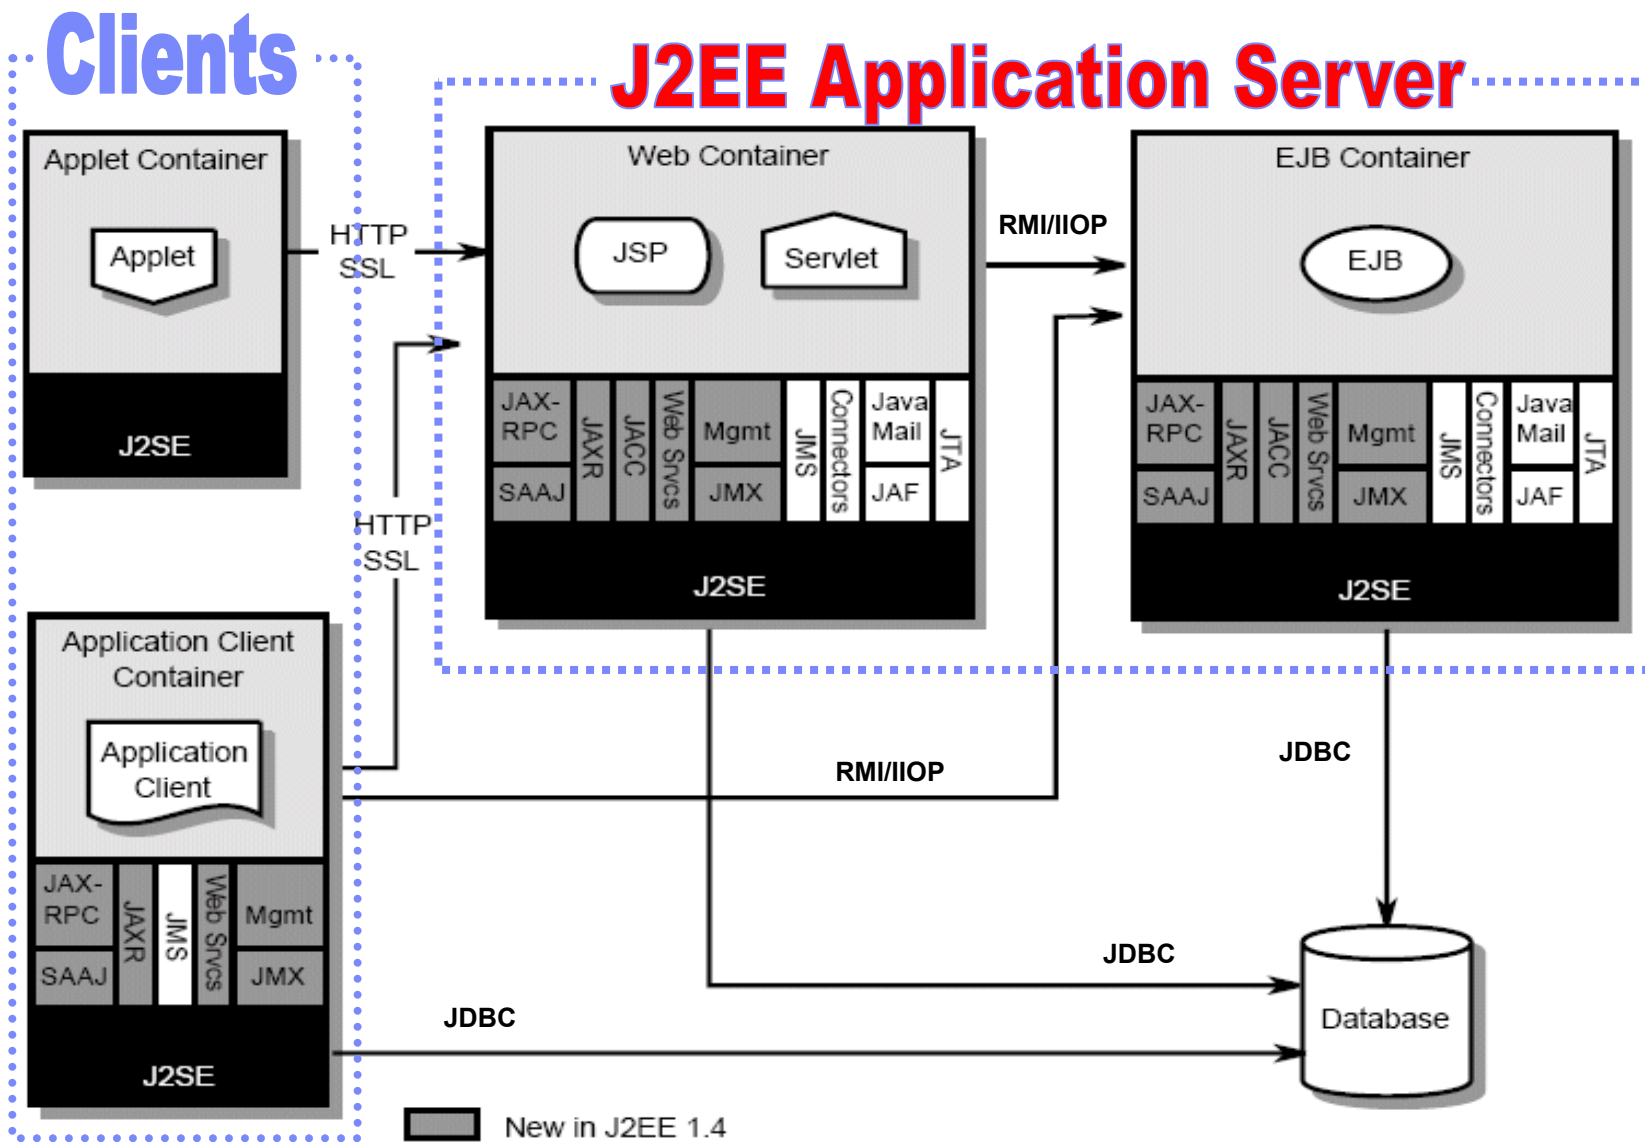 Clients
J2EE Application Server
Applet Container
Applet
J2SE
HTTP
SSL
HTTP
SSL
Web Container
JSP
Servlet
JAX-
RPC
SAAJ
JAXR
JACC
Web Srvcs
Mgmt
JMX
JMS
Connectors
Java
Mail
JAF
JTA
J2SE
RMI/IIOP
EJB Container
EJB
JAX-
RPC
SAAJ
JAXR
JACC
Web Srvcs
Mgmt
JMX
JMS
Connectors
Java
Mail
JAF
JTA
J2SE
Application Client
Container
Application
Client
JAX-
RPC
SAAJ
JAXR
JMS
Web Srvcs
Mgmt
JMX
J2SE
RMI/IIOP
JDBC
JDBC
JDBC
Database
New in J2EE 1.4